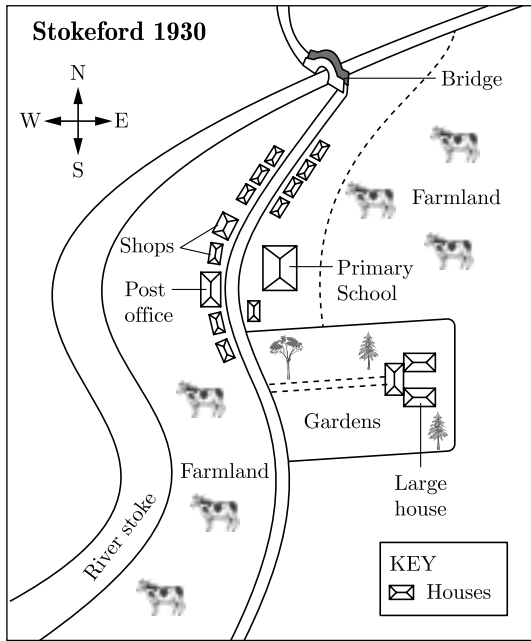 Stokeford 1930
N
W E
S
Bridge
Farmland
Shops
Primary
School
Post
office
Gardens
Farmland
Large
house
River stoke
KEY
Houses